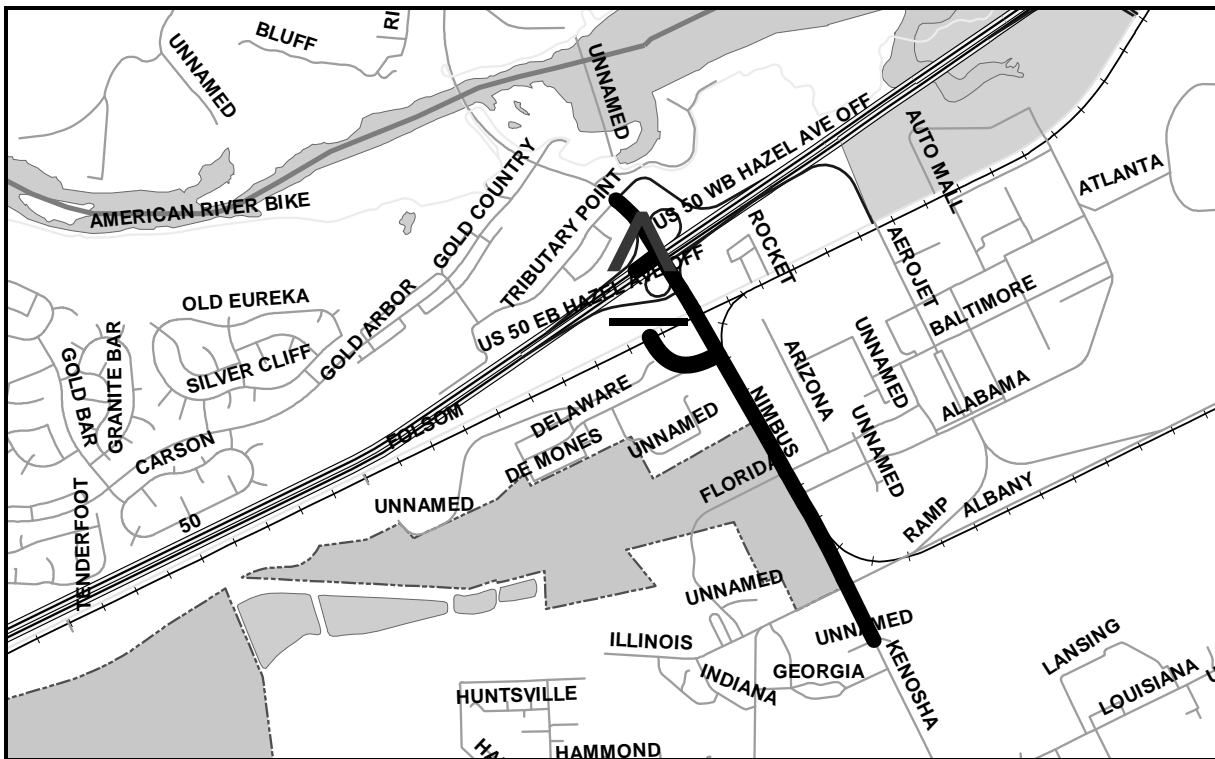 BLUFF
RI
UNNAMED
UNNAMED
US 50 WB HAZEL AVE OFF
AUTO MALL
ATLANTA
AMERICAN RIVER BIKE
GOLD COUNTRY
TRIBUTARY POINT
ROCKET
AEROJET
BALTIMORE
US 50 EB HAZEL AVE OFF
OLD EUREKA
GOLD ARBOR
SILVER CLIFF
GOLD BAR
GRANITE BAR
CARSON
FOLSOM
DELAWARE
DE MONES
UNNAMED
NIMBUS
ARIZONA
UNNAMED
ALABAMA
UNNAMED
FLORIDA
UNNAMED
50
TENDERFOOT
RAMP
ALBANY
UNNAMED
UNNAMED
ILLINOIS
INDIANA
GEORGIA
KENOSHA
LANSING
LOUISIANA
U
HUNTSVILLE
HA
HAMMOND